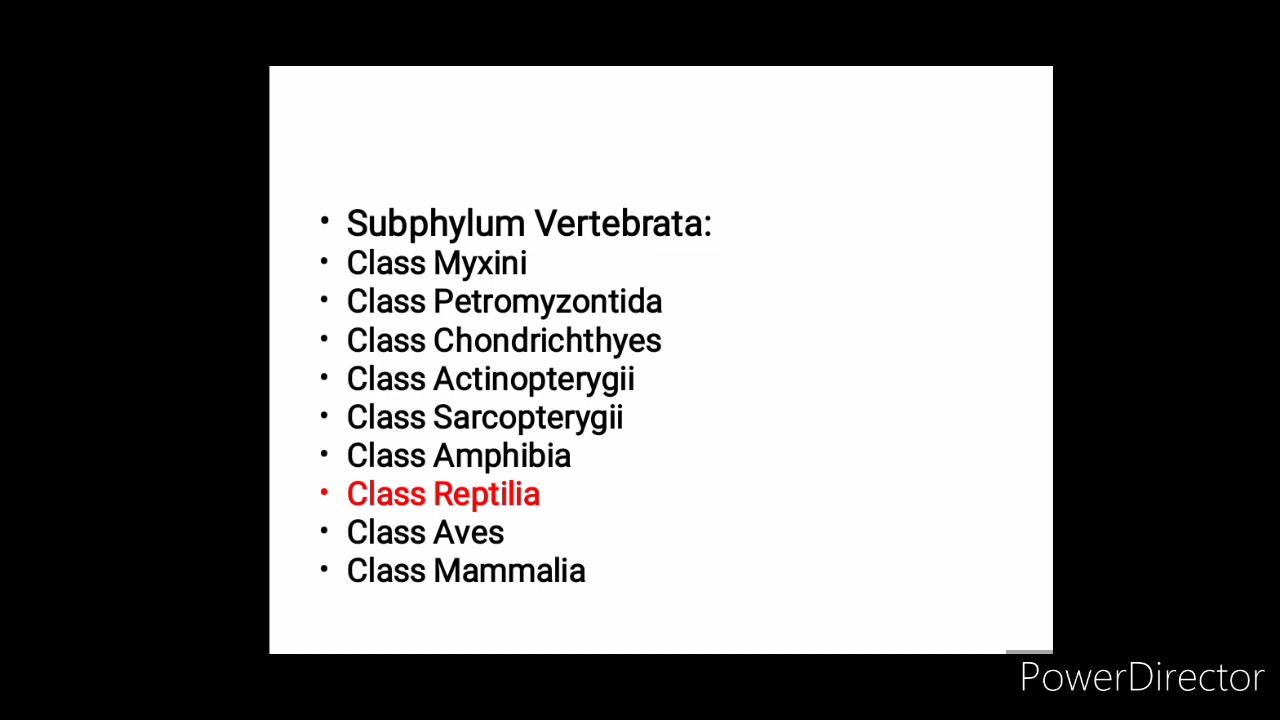 • Subphylum Vertebrata:
• Class Myxini
• Class Petromyzontida
• Class Chondrichthyes
• Class Actinopterygii
• Class Sarcopterygii
• Class Amphibia
• Class Reptilia
• Class Aves
• Class Mammalia
PowerDirector